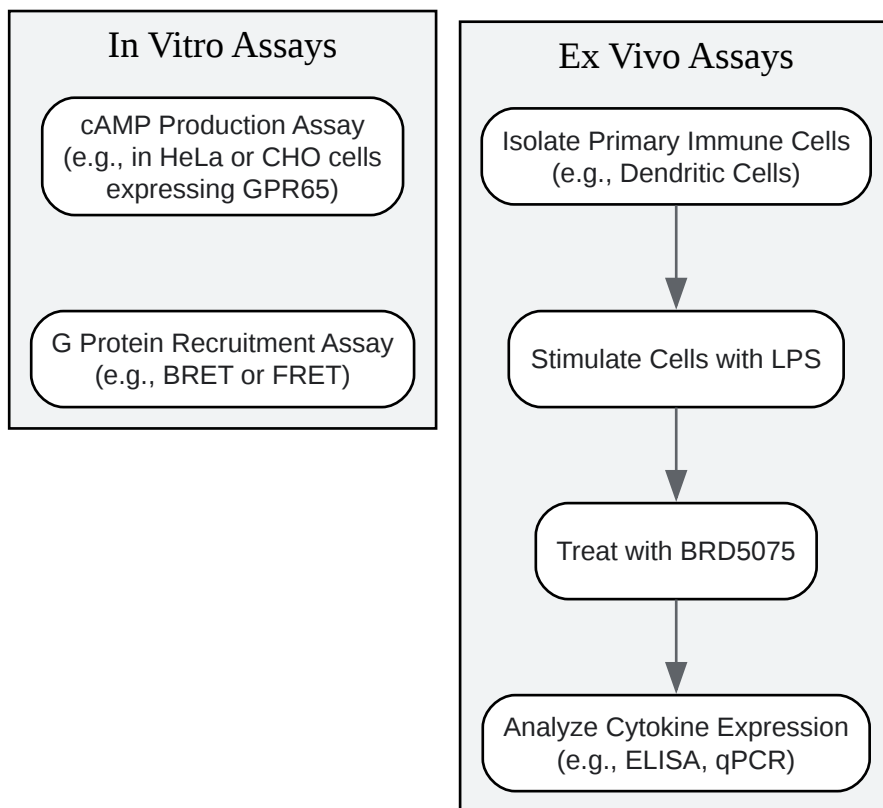 In Vitro Assays
cAMP Production Assay
(e.g., in HeLa or CHO cells
expressing GPR65)
G Protein Recruitment Assay
(e.g., BRET or FRET)
Ex Vivo Assays
Isolate Primary Immune Cells
(e.g., Dendritic Cells)
Stimulate Cells with LPS
Treat with BRD5075
Analyze Cytokine Expression
(e.g., ELISA, qPCR)